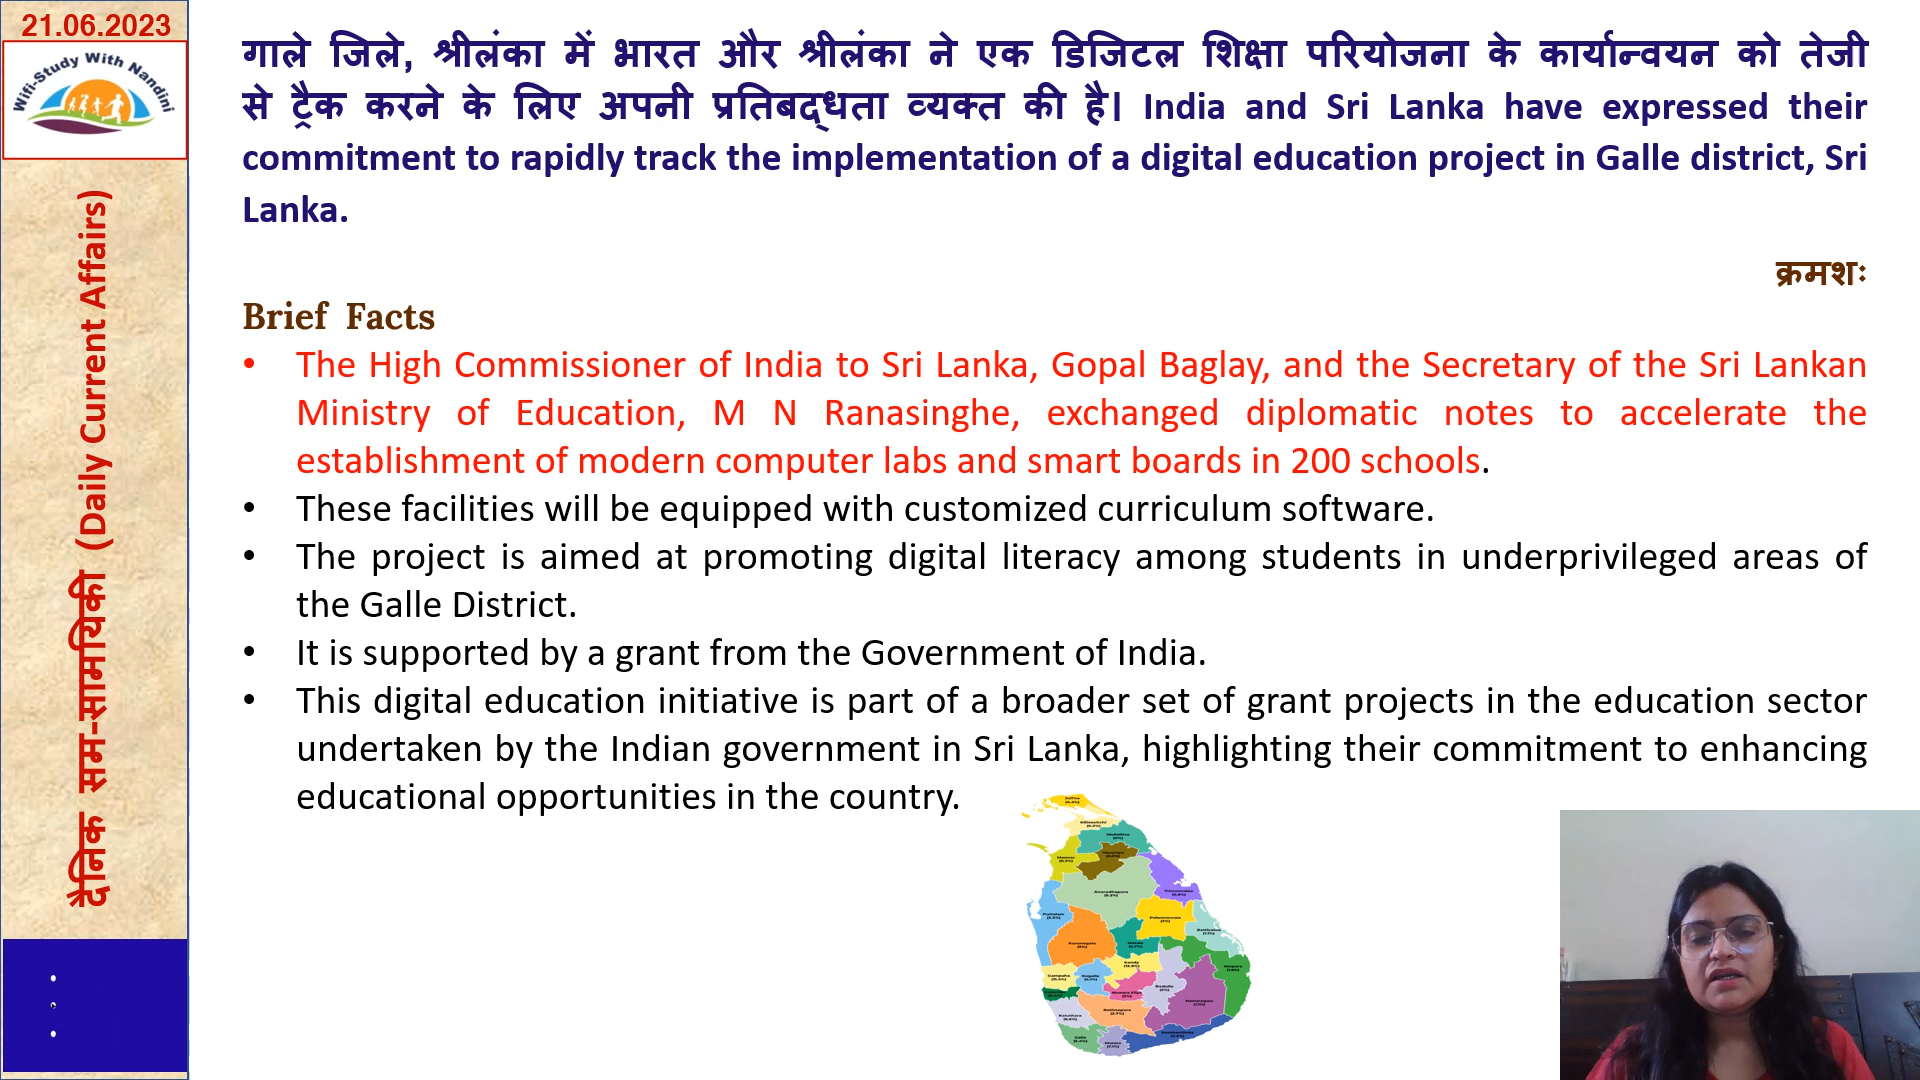 21.06.2023
Wifi-Study With Nandini
दैनिक सम-सामयिकी (Daily Current Affairs)
गाले जिले, श्रीलंका में भारत और श्रीलंका ने एक डिजिटल शिक्षा परियोजना के कार्यान्वयन को तेजी
से ट्रैक करने के लिए अपनी प्रतिबद्धता व्यक्त की है। India and Sri Lanka have expressed their
commitment to rapidly track the implementation of a digital education project in Galle district, Sri
Lanka.
क्रमशः
Brief Facts
• The High Commissioner of India to Sri Lanka, Gopal Baglay, and the Secretary of the Sri Lankan
Ministry of Education, M N Ranasinghe, exchanged diplomatic notes to accelerate the
establishment of modern computer labs and smart boards in 200 schools.
• These facilities will be equipped with customized curriculum software.
• The project is aimed at promoting digital literacy among students in underprivileged areas of
the Galle District.
• It is supported by a grant from the Government of India.
• This digital education initiative is part of a broader set of grant projects in the education sector
undertaken by the Indian government in Sri Lanka, highlighting their commitment to enhancing
educational opportunities in the country.